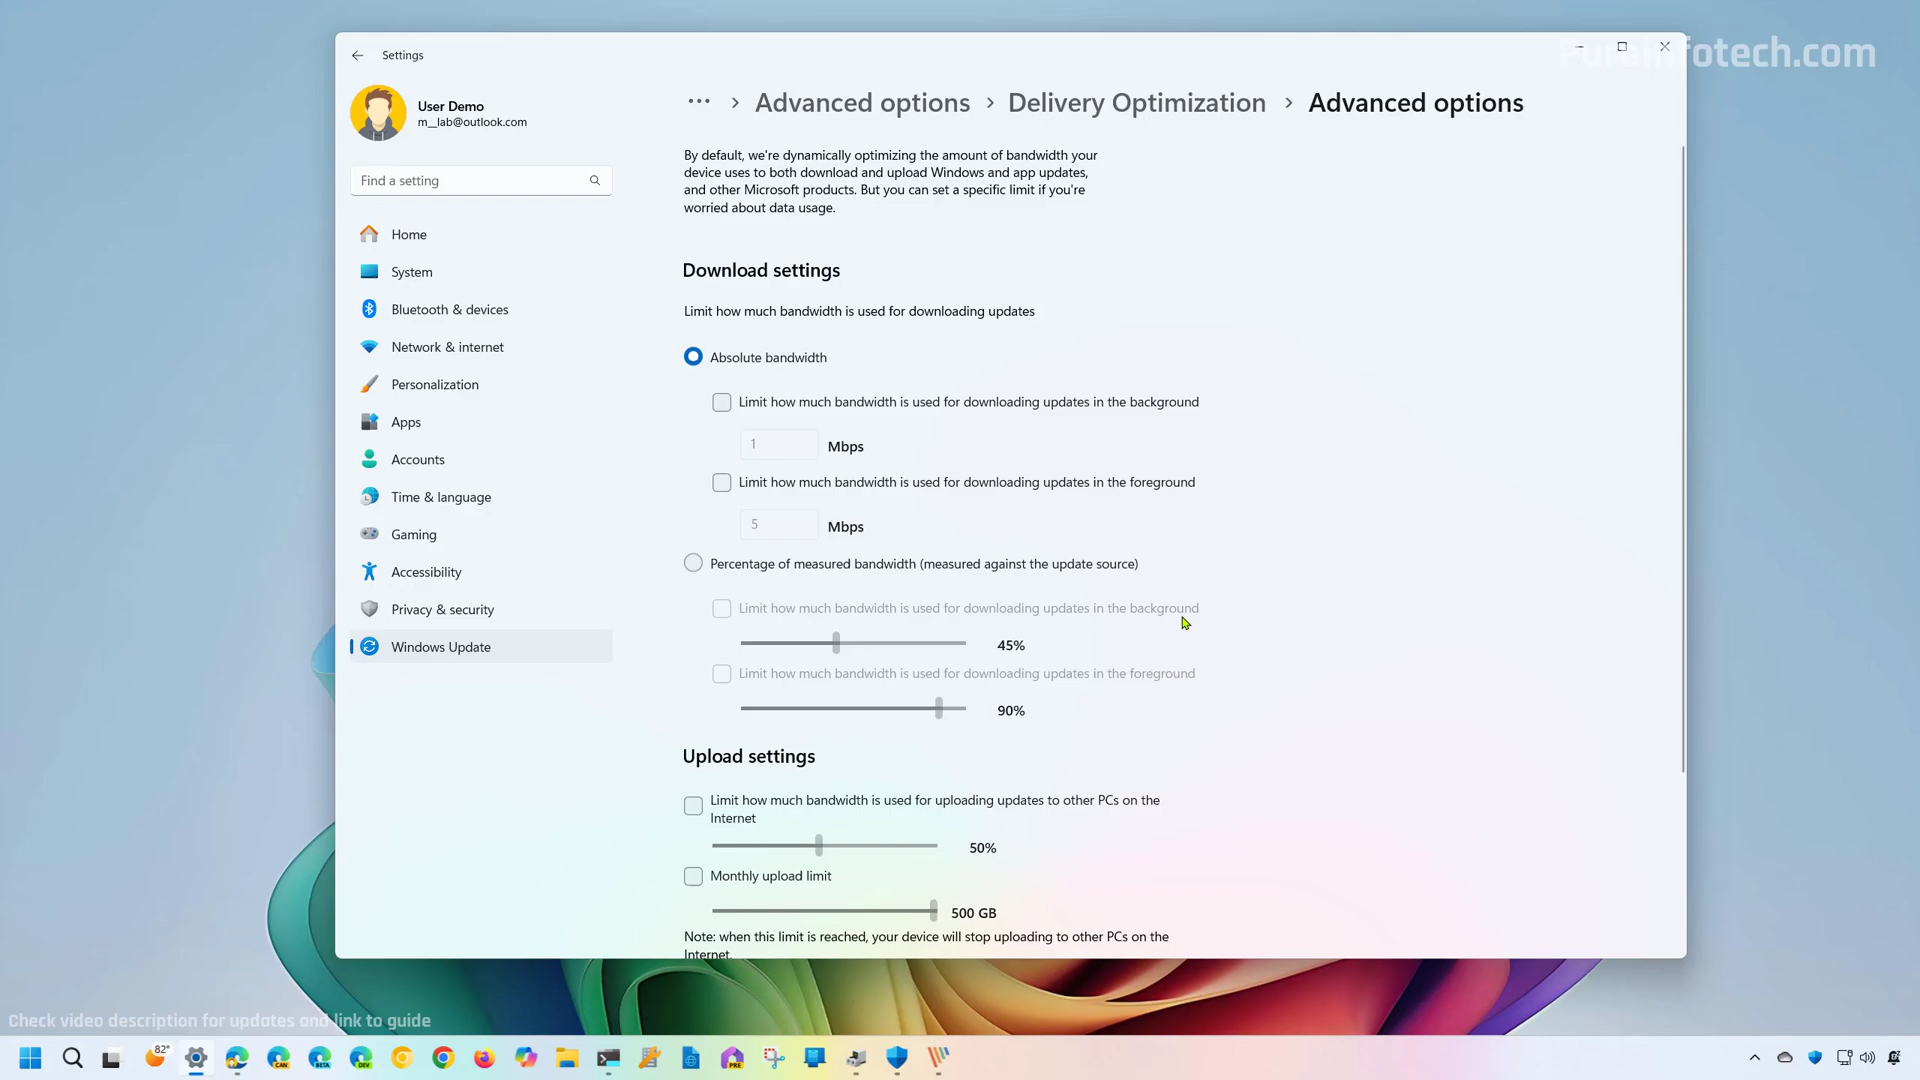 PureInfotech.com
Settings
User Demo
m_lab@outlook.com
Find a setting
Home
System
Bluetooth & devices
Network & internet
Personalization
Apps
Accounts
Time & language
Gaming
Accessibility
Privacy & security
Windows Update
··· > Advanced options > Delivery Optimization > Advanced options
By default, we're dynamically optimizing the amount of bandwidth your
device uses to both download and upload Windows and app updates,
and other Microsoft products. But you can set a specific limit if you're
worried about data usage.
Download settings
Limit how much bandwidth is used for downloading updates
Absolute bandwidth
Limit how much bandwidth is used for downloading updates in the background
1 Mbps
Limit how much bandwidth is used for downloading updates in the foreground
5 Mbps
Percentage of measured bandwidth (measured against the update source)
Limit how much bandwidth is used for downloading updates in the background
45%
Limit how much bandwidth is used for downloading updates in the foreground
90%
Upload settings
Limit how much bandwidth is used for uploading updates to other PCs on the
Internet
50%
Monthly upload limit
500 GB
Note: when this limit is reached, your device will stop uploading to other PCs on the
Internet.
Check video description for updates and link to guide
82°
CAN
BETA
DEV
PRE